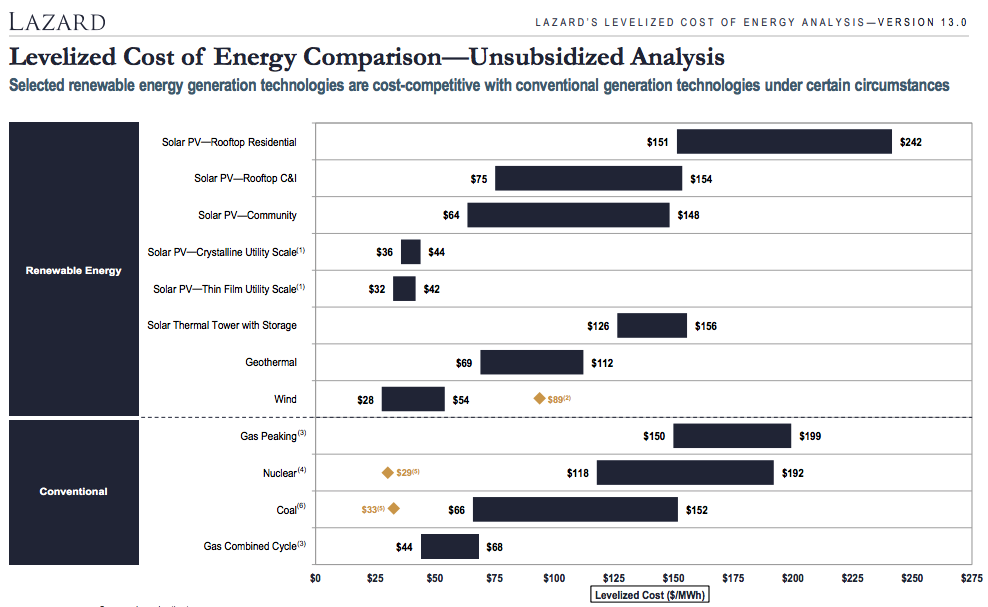 LAZARD
LAZARD'S LEVELIZED COST OF ENERGY ANALYSIS—VERSION 13.0
Levelized Cost of Energy Comparison—Unsubsidized Analysis
Selected renewable energy generation technologies are cost-competitive with conventional generation technologies under certain circumstances
Renewable Energy
Solar PV—Rooftop Residential $151 $242
Solar PV—Rooftop C&I $75 $154
Solar PV—Community $64 $148
Solar PV—Crystalline Utility Scale(1) $36 $44
Solar PV—Thin Film Utility Scale(1) $32 $42
Solar Thermal Tower with Storage $126 $156
Geothermal $69 $112
Wind $28 $54 $89(2)
Conventional
Gas Peaking(3) $150 $199
Nuclear(4) $29(5) $118 $192
Coal(6) $33(5) $66 $152
Gas Combined Cycle(3) $44 $68
$0 $25 $50 $75 $100 $125 $150 $175 $200 $225 $250 $275
Levelized Cost ($/MWh)